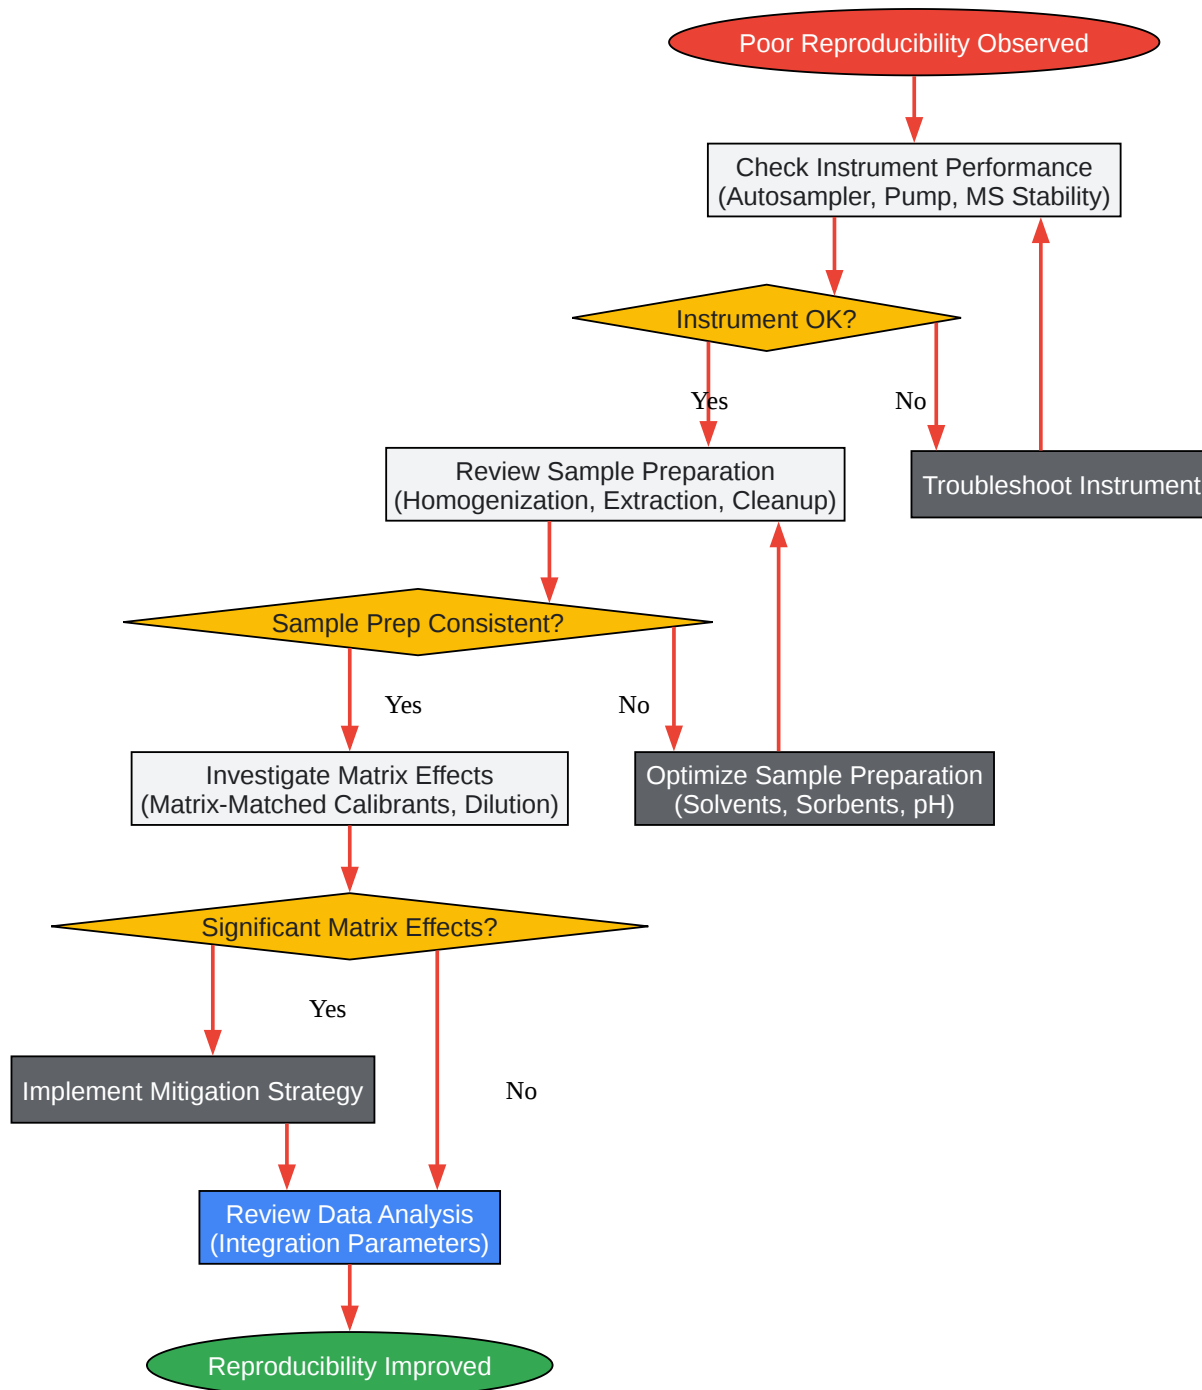 Poor Reproducibility Observed
Check Instrument Performance
(Autosampler, Pump, MS Stability)
Instrument OK?
Yes
No
Review Sample Preparation
(Homogenization, Extraction, Cleanup)
Troubleshoot Instrument
Sample Prep Consistent?
Yes
No
Investigate Matrix Effects
(Matrix-Matched Calibrants, Dilution)
Optimize Sample Preparation
(Solvents, Sorbents, pH)
Significant Matrix Effects?
Yes
Implement Mitigation Strategy
No
Review Data Analysis
(Integration Parameters)
Reproducibility Improved